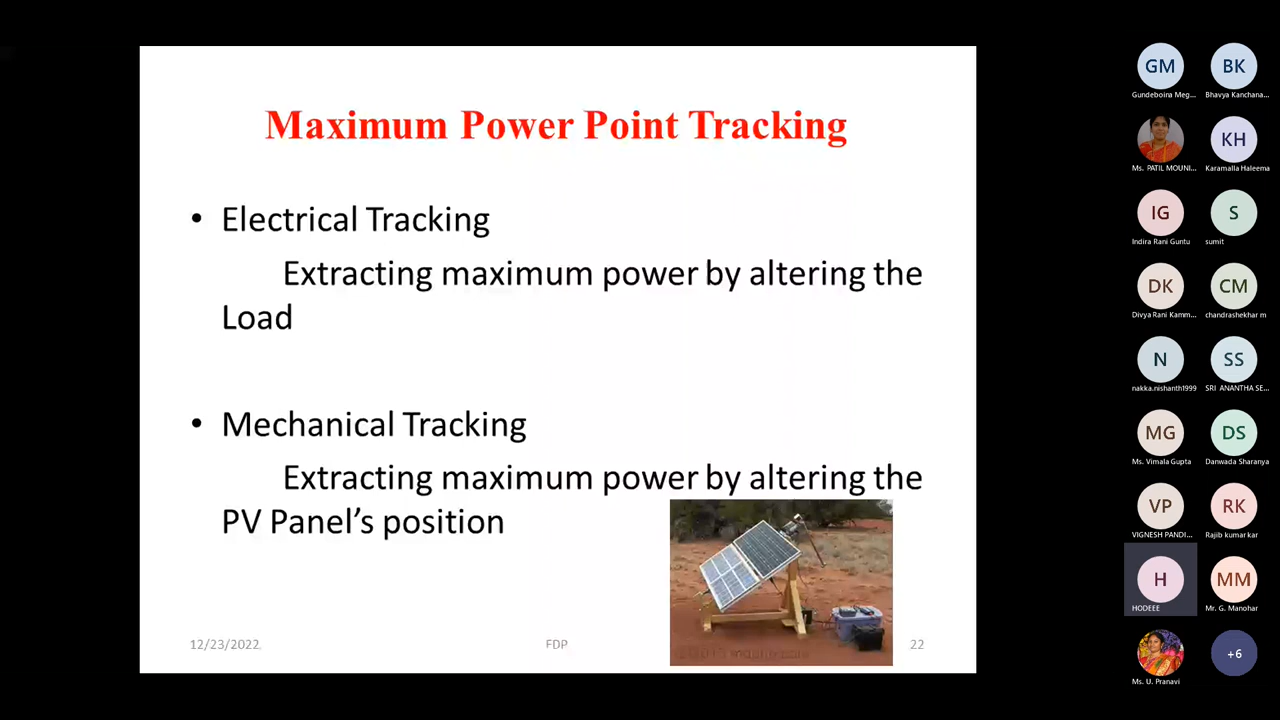 Maximum Power Point Tracking
• Electrical Tracking
Extracting maximum power by altering the
Load
• Mechanical Tracking
Extracting maximum power by altering the
PV Panel's position
12/23/2022
FDP
22
GM
Gundeboina Meg...
BK
Bhavya Kanchana...
Ms. PATIL MOUNI...
KH
Karamalla Haleema
IG
Indira Rani Guntu
S
sumit
DK
Divya Rani Kamm...
CM
chandrashekhar m
N
nakka.nishanth1999
SS
SRI ANANTHA SE...
MG
Ms. Vimala Gupta
DS
Danwada Sharanya
VP
VIGNESH PANDI...
RK
Rajib kumar kar
H
HODEEE
MM
Mr. G. Manohar
Ms. U. Pranavi
+6